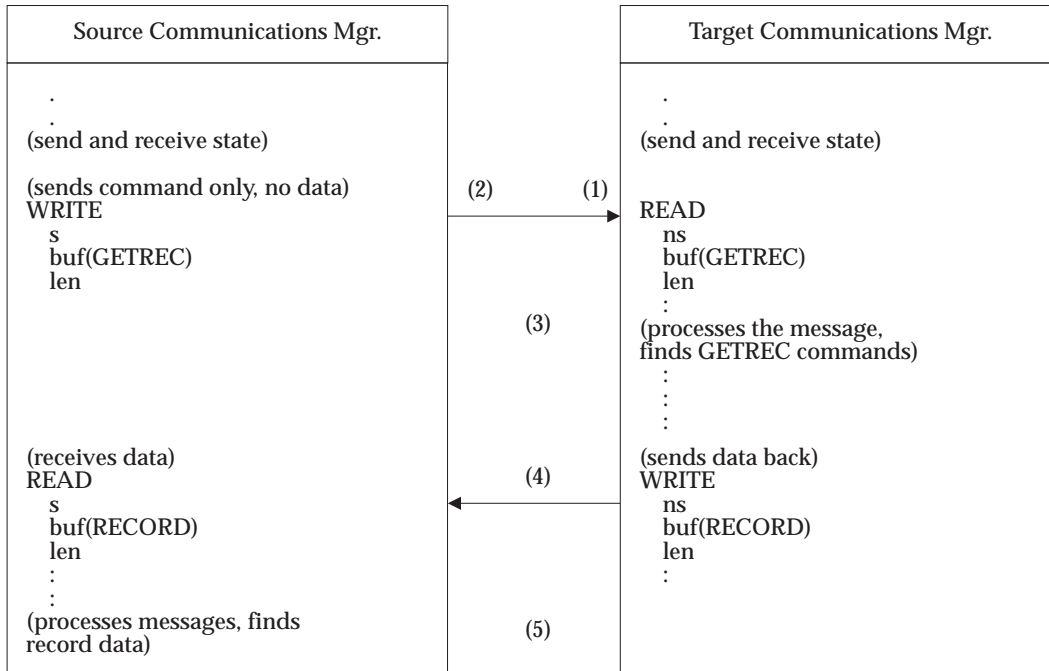 Source Communications Mgr.
.
.
(send and receive state)
(sends command only, no data)
WRITE
s
buf(GETREC)
len
(receives data)
READ
s
buf(RECORD)
len
:
:
(processes messages, finds
record data)
(2)
(1)
(3)
(4)
(5)
Target Communications Mgr.
.
.
(send and receive state)
READ
ns
buf(GETREC)
len
:
(processes the message,
finds GETREC commands)
:
:
:
(sends data back)
WRITE
ns
buf(RECORD)
len
: